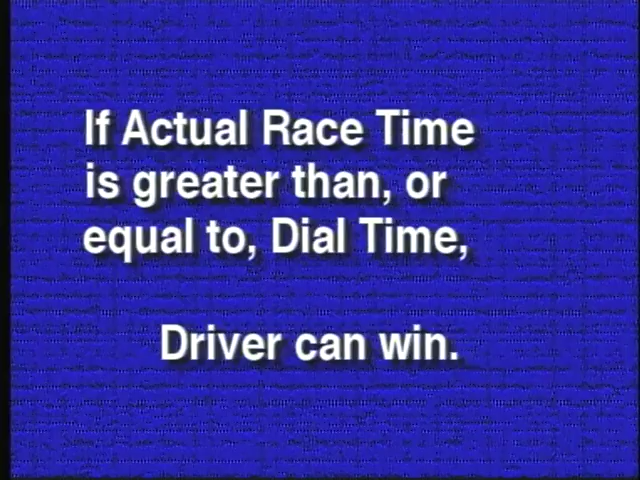 If Actual Race Time
is greater than, or
equal to, Dial Time,
Driver can win.